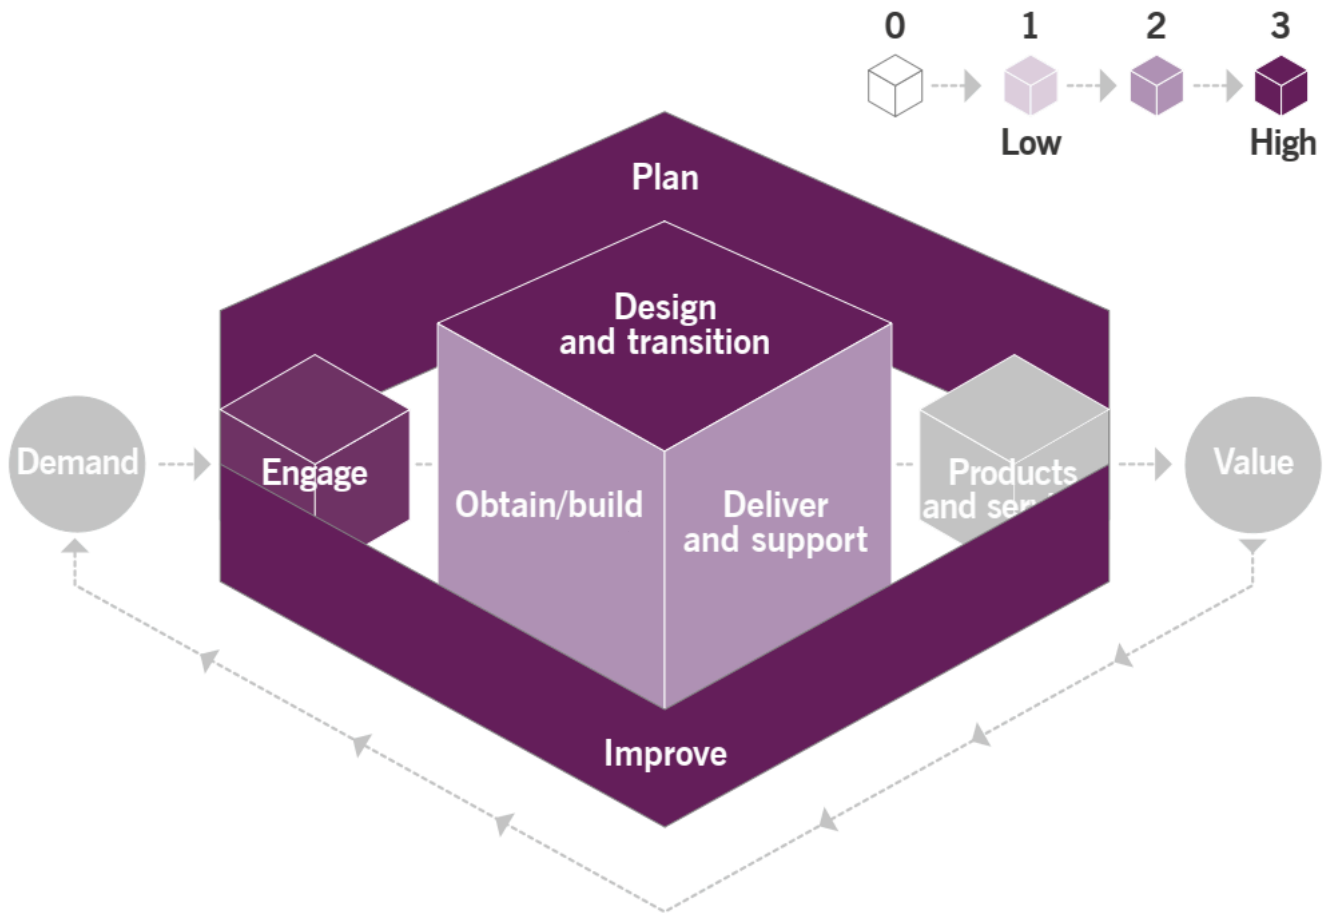 0 1 2 3
Low High
Plan
Design
and transition
Demand
Engage
Obtain/build
Deliver
and support
Products
and
Value
Improve